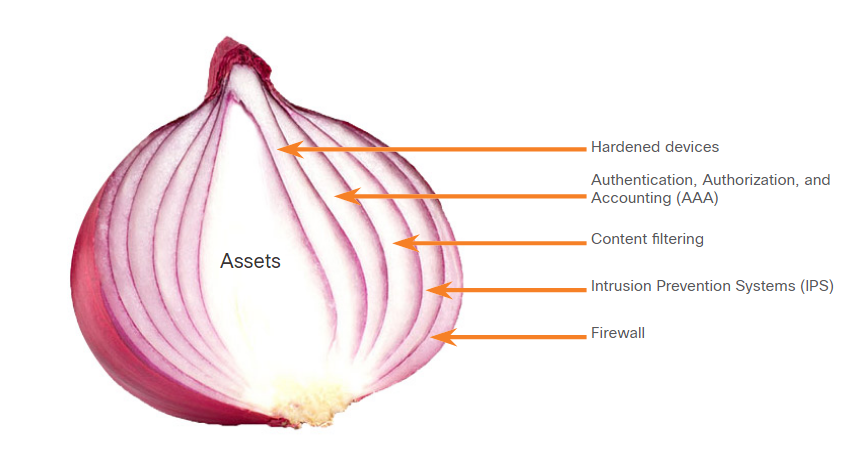 Hardened devices
Authentication, Authorization, and
Accounting (AAA)
Content filtering
Assets
Intrusion Prevention Systems (IPS)
Firewall